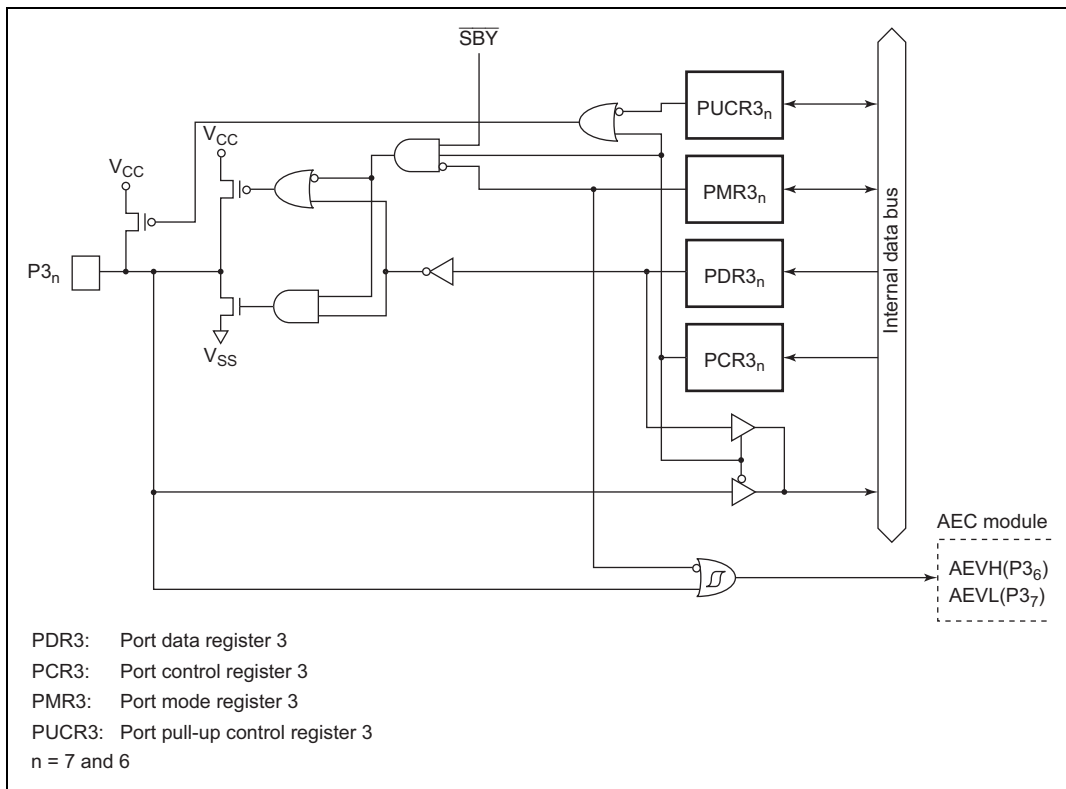 SBY
PUCR3n
VCC
VCC
PMR3n
P3n
PDR3n
Internal data bus
VSS
PCR3n
AEC module
AEVH(P36)
AEVL(P37)
PDR3: Port data register 3
PCR3: Port control register 3
PMR3: Port mode register 3
PUCR3: Port pull-up control register 3
n = 7 and 6